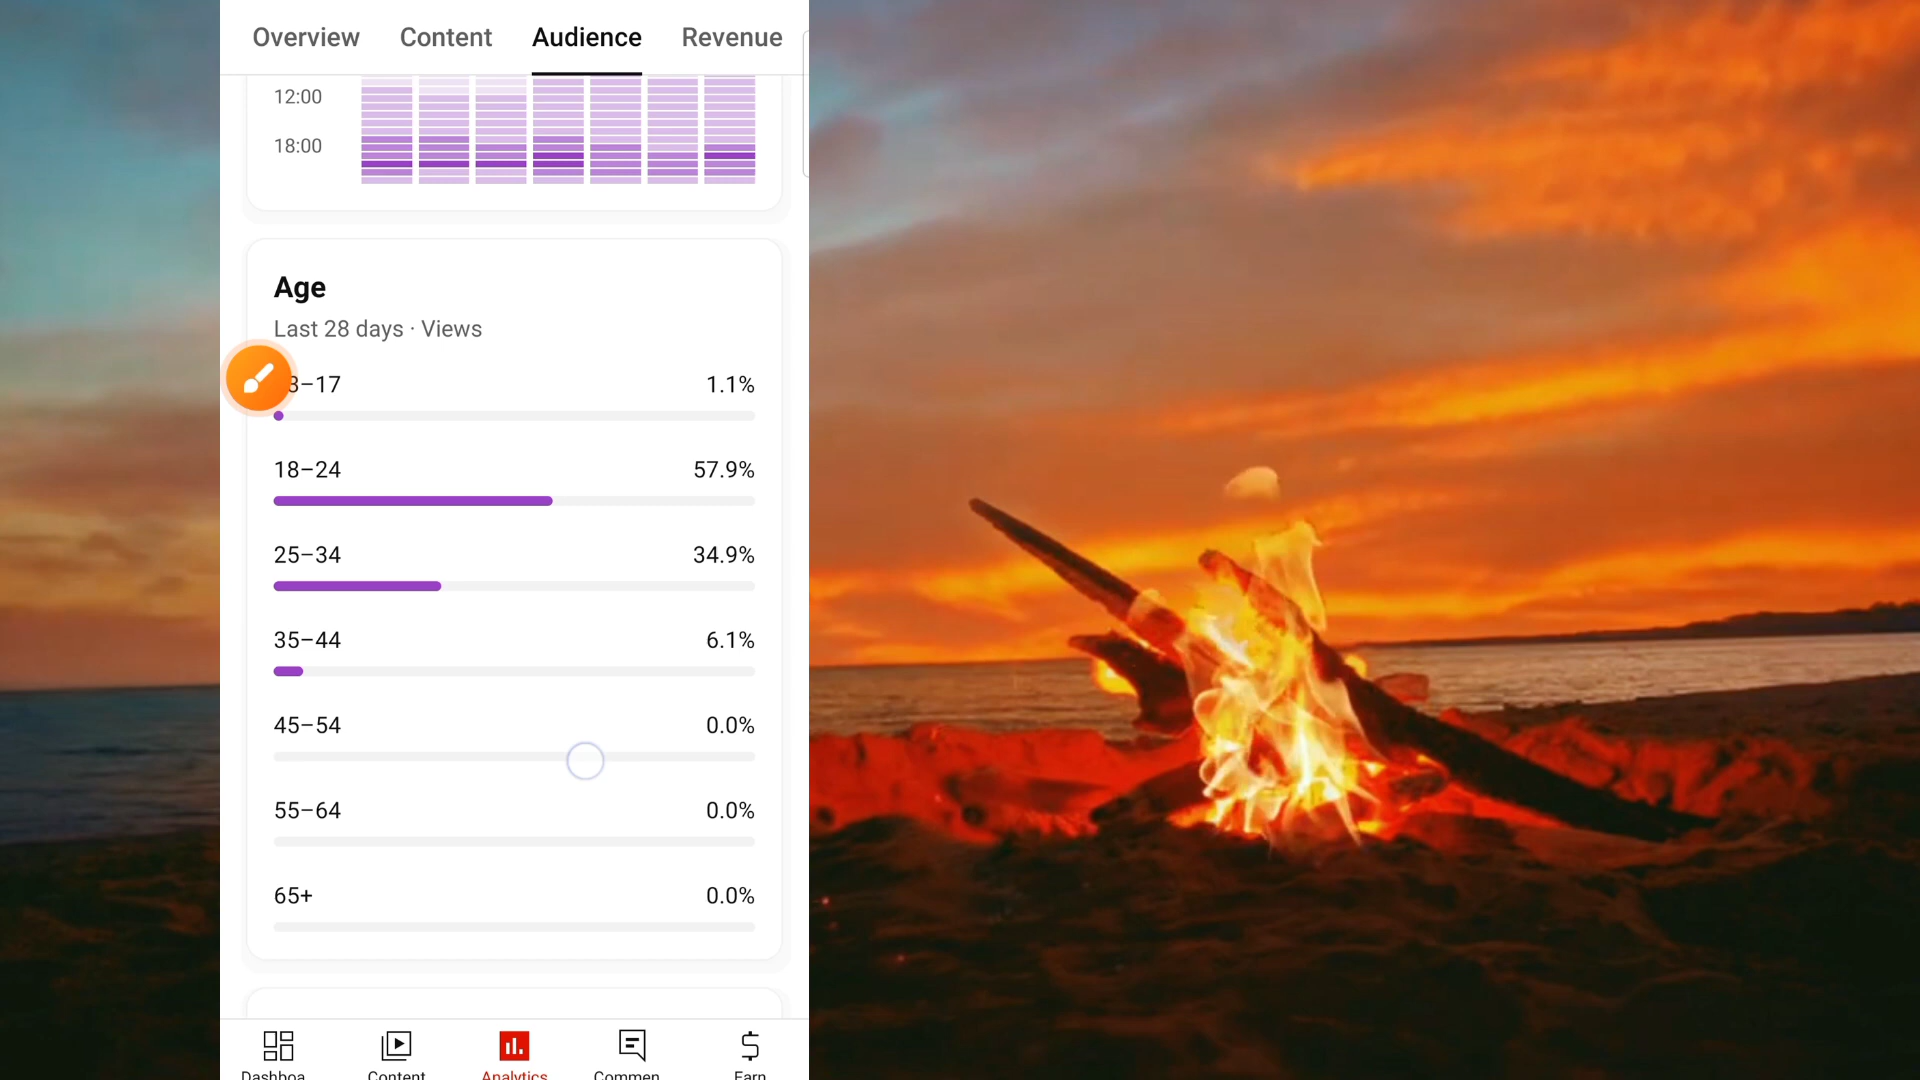 Overview Content Audience Revenue
12:00
18:00
Age
Last 28 days · Views
3–17 1.1%
18–24 57.9%
25–34 34.9%
35–44 6.1%
45–54 0.0%
55–64 0.0%
65+ 0.0%
Dashboa Content Analytics Commen Earn